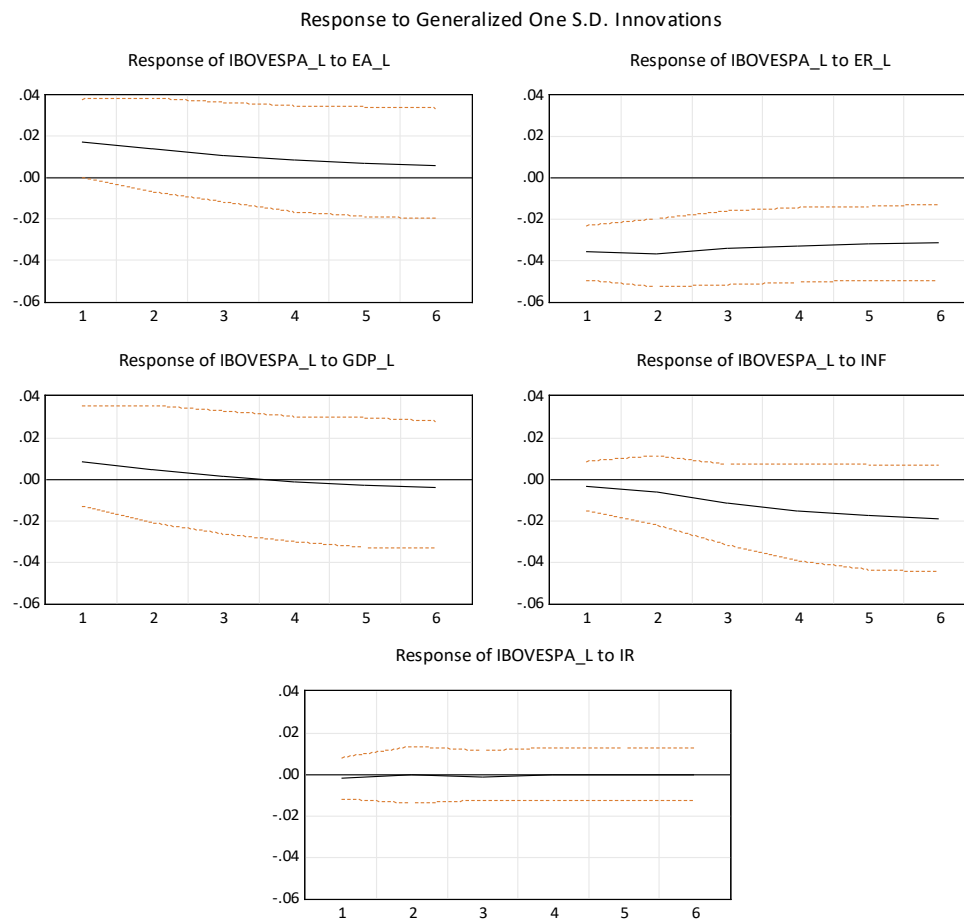 Response to Generalized One S.D. Innovations
Response of IBOVESPA_L to EA_L
.04
.02
.00
-.02
-.04
-.06
1 2 3 4 5 6
Response of IBOVESPA_L to ER_L
.04
.02
.00
-.02
-.04
-.06
1 2 3 4 5 6
Response of IBOVESPA_L to GDP_L
.04
.02
.00
-.02
-.04
-.06
1 2 3 4 5 6
Response of IBOVESPA_L to INF
.04
.02
.00
-.02
-.04
-.06
1 2 3 4 5 6
Response of IBOVESPA_L to IR
.04
.02
.00
-.02
-.04
-.06
1 2 3 4 5 6